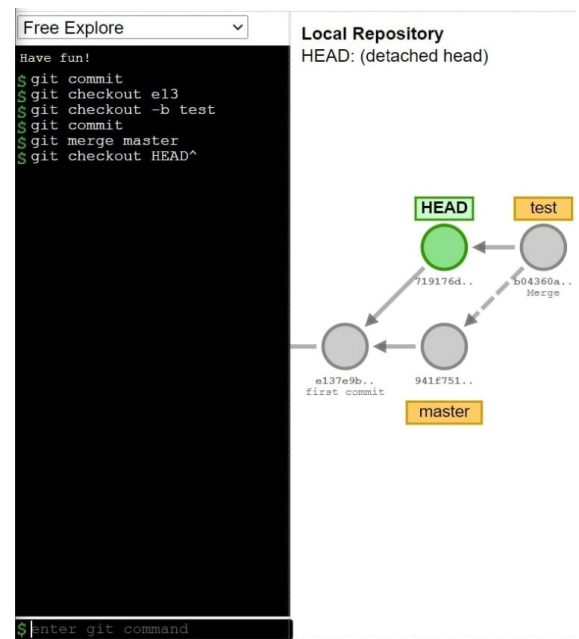 Free Explore
Have fun!
$ git commit
$ git checkout e13
$ git checkout -b test
$ git commit
$ git merge master
$ git checkout HEAD^
$ enter git command
Local Repository
HEAD: (detached head)
HEAD
test
719176d..
b04360a..
Merge
e137e9b..
first commit
941f751..
master